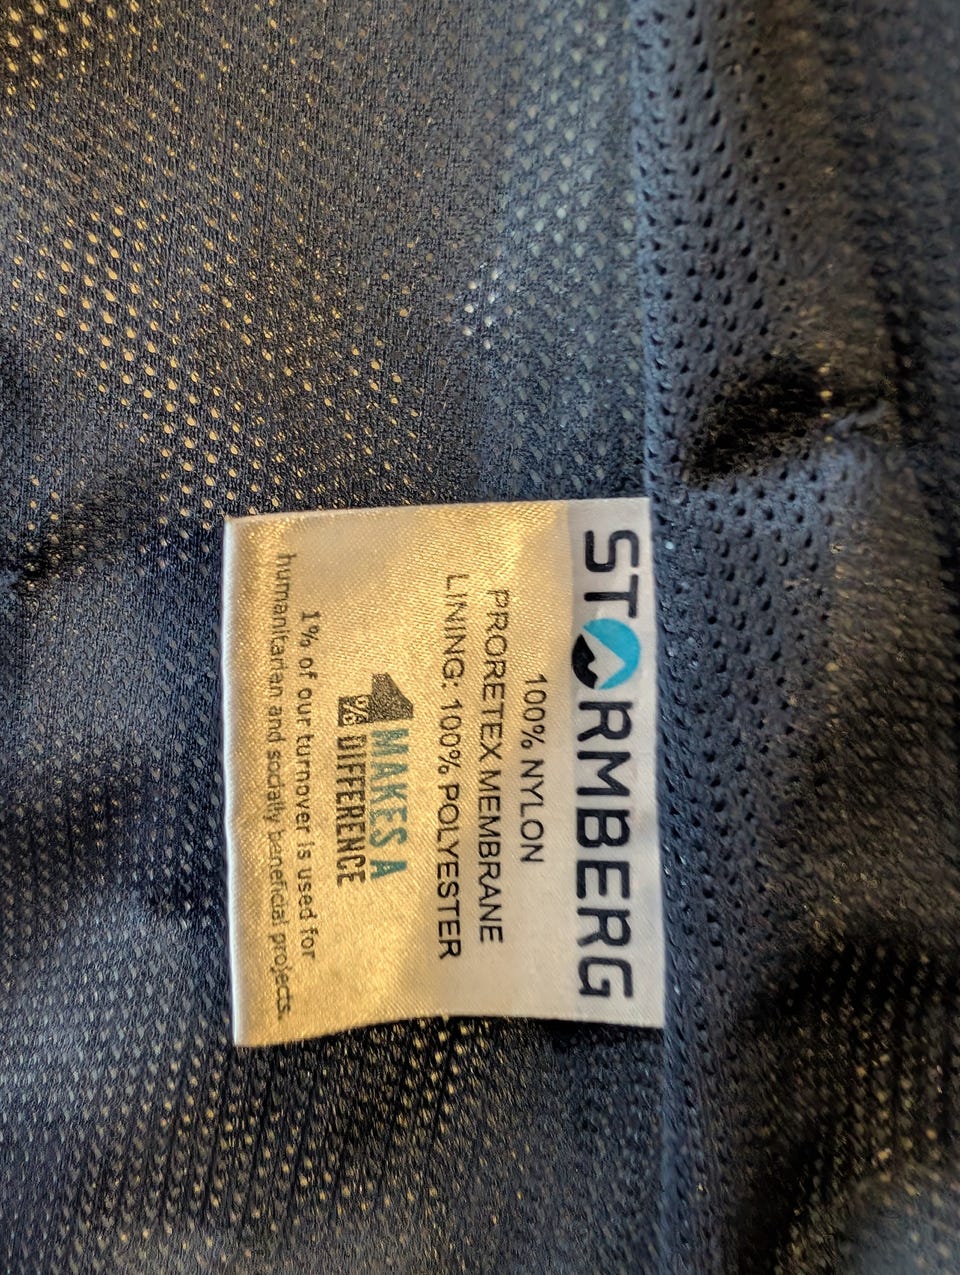 STORMBERG
100% NYLON
PRORETEX MEMBRANE
LINING: 100% POLYESTER
1% MAKES A
DIFFERENCE
1% of our turnover is used for
humanitarian and socially beneficial projects.